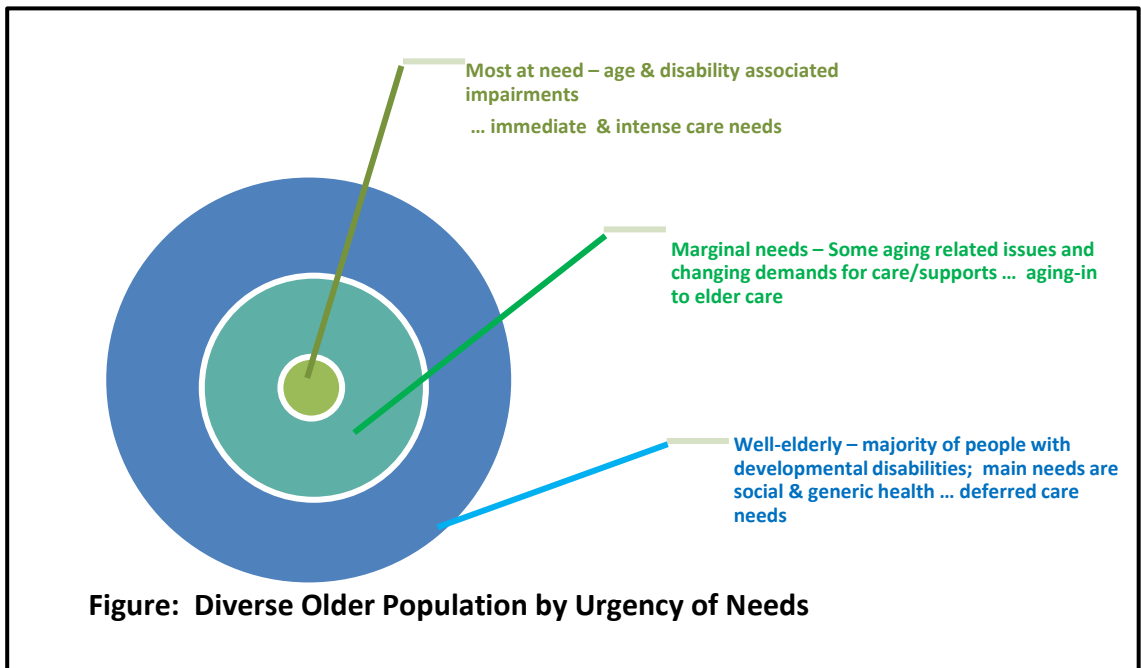 Most at need – age & disability associated
impairments
… immediate & intense care needs
Marginal needs – Some aging related issues and
changing demands for care/supports … aging-in
to elder care
Well-elderly – majority of people with
developmental disabilities; main needs are
social & generic health … deferred care
needs
Figure: Diverse Older Population by Urgency of Needs